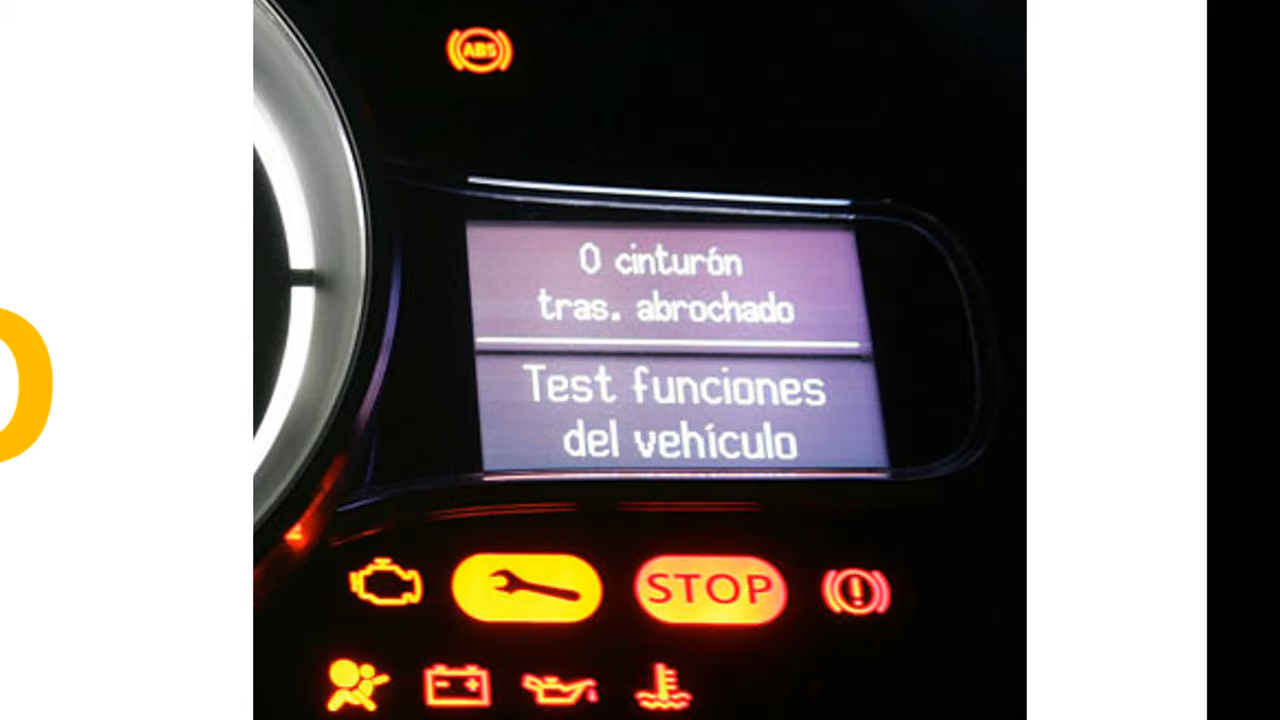 ABS
0 cinturón
tras. abrochado
Test funciones
del vehículo
STOP